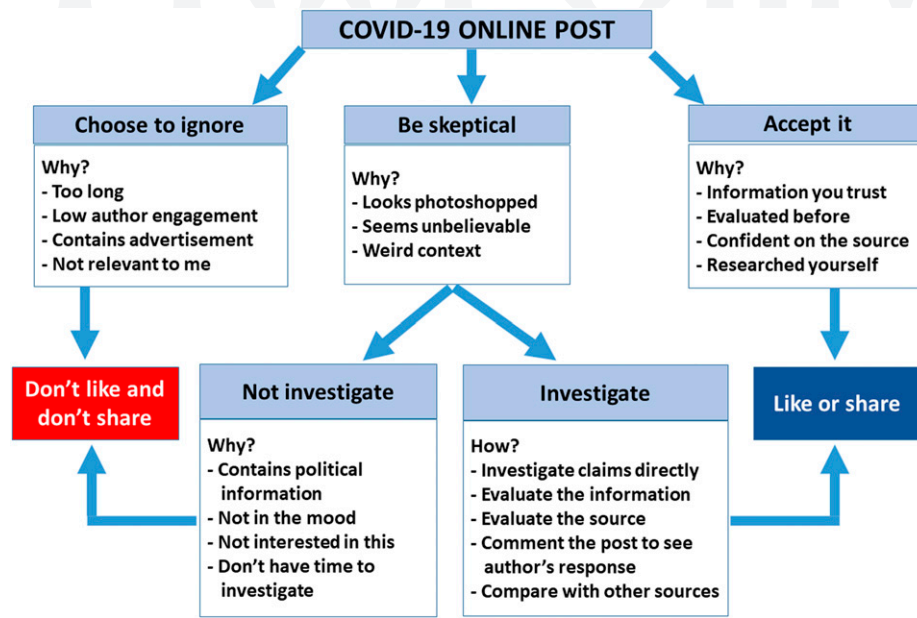 COVID-19 ONLINE POST
Choose to ignore
Why?
- Too long
- Low author engagement
- Contains advertisement
- Not relevant to me
Be skeptical
Why?
- Looks photoshopped
- Seems unbelievable
- Weird context
Accept it
Why?
- Information you trust
- Evaluated before
- Confident on the source
- Researched yourself
Don't like and
don't share
Not investigate
Why?
- Contains political
information
- Not in the mood
- Not interested in this
- Don't have time to
investigate
Investigate
How?
- Investigate claims directly
- Evaluate the information
- Evaluate the source
- Comment the post to see
author's response
- Compare with other sources
Like or share